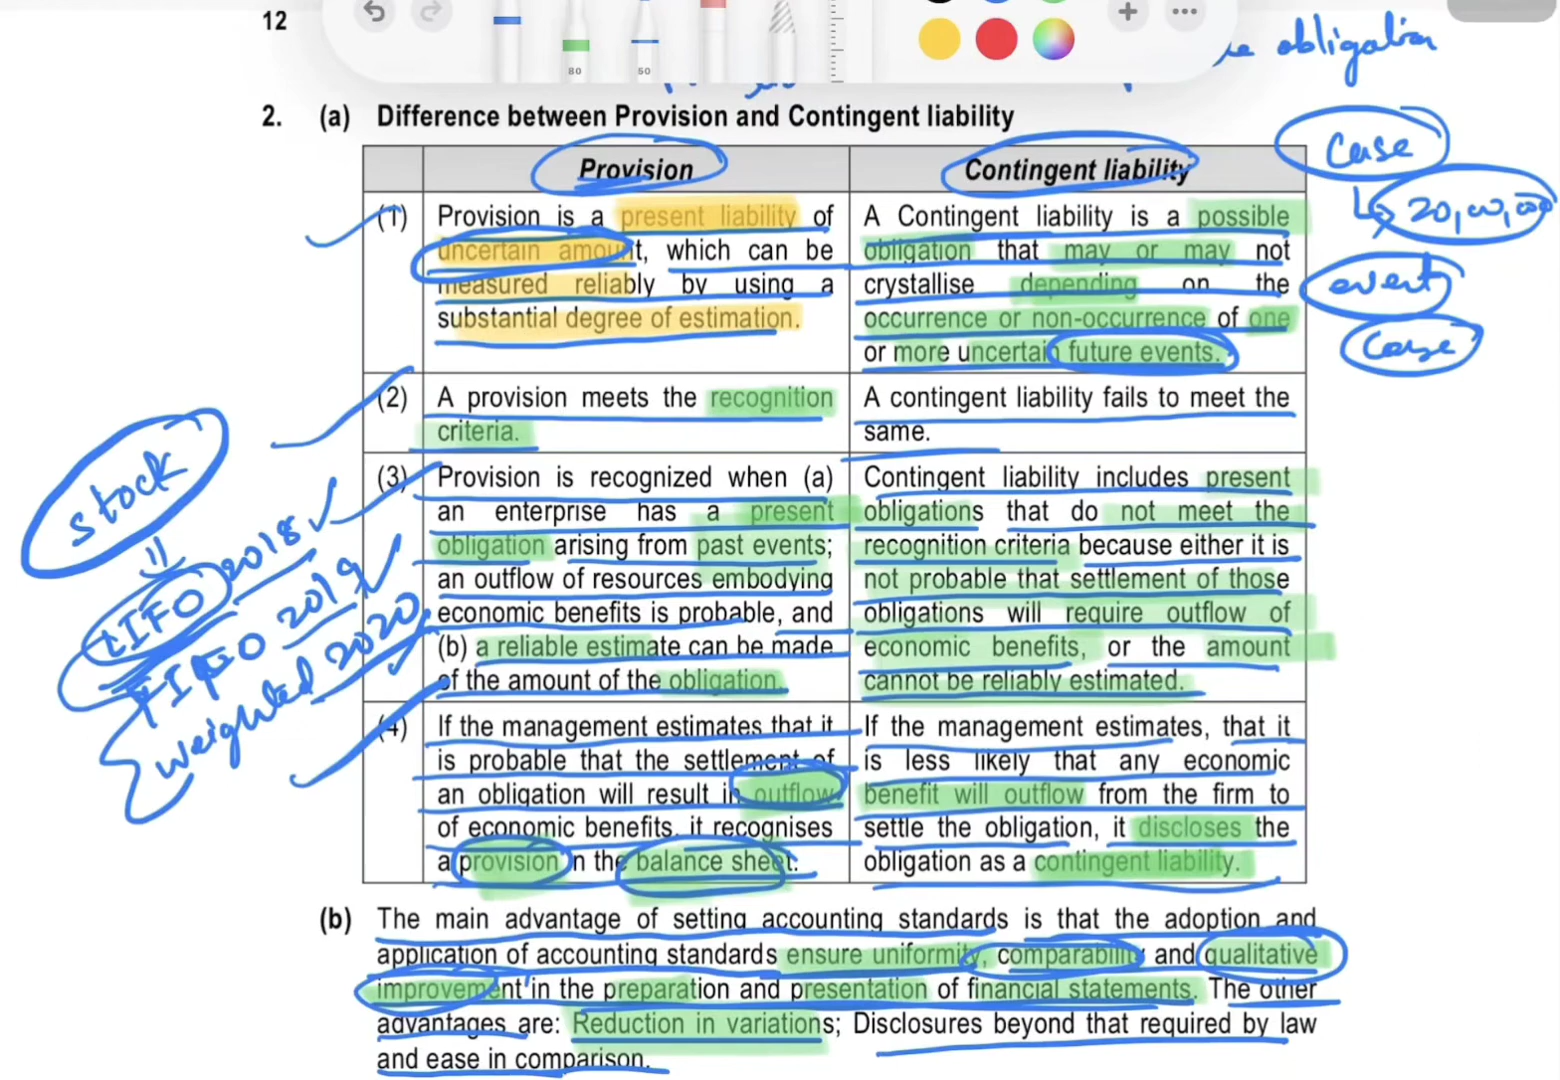 12
80
50
obligation
2. (a) Difference between Provision and Contingent liability
Provision
Contingent liability
(1)
Provision is a present liability of
uncertain amount, which can be
measured reliably by using a
substantial degree of estimation.
A Contingent liability is a possible
obligation that may or may not
crystallise depending on the
occurrence or non-occurrence of one
or more uncertain future events.
(2)
A provision meets the recognition
criteria.
A contingent liability fails to meet the
same.
(3)
Provision is recognized when (a)
an enterprise has a present
obligation arising from past events;
an outflow of resources embodying
economic benefits is probable, and
(b) a reliable estimate can be made
of the amount of the obligation.
Contingent liability includes present
obligations that do not meet the
recognition criteria because either it is
not probable that settlement of those
obligations will require outflow of
economic benefits, or the amount
cannot be reliably estimated.
(4)
If the management estimates that it
is probable that the settlement of
an obligation will result in outflow
of economic benefits, it recognises
a provision in the balance sheet.
If the management estimates, that it
is less likely that any economic
benefit will outflow from the firm to
settle the obligation, it discloses the
obligation as a contingent liability.
Case
20,00,000
event
Case
stock
LIFO 2018
FIFO 2019
weighted 2020
(b) The main advantage of setting accounting standards is that the adoption and
application of accounting standards ensure uniformity, comparability and qualitative
improvement in the preparation and presentation of financial statements. The other
advantages are: Reduction in variations; Disclosures beyond that required by law
and ease in comparison.